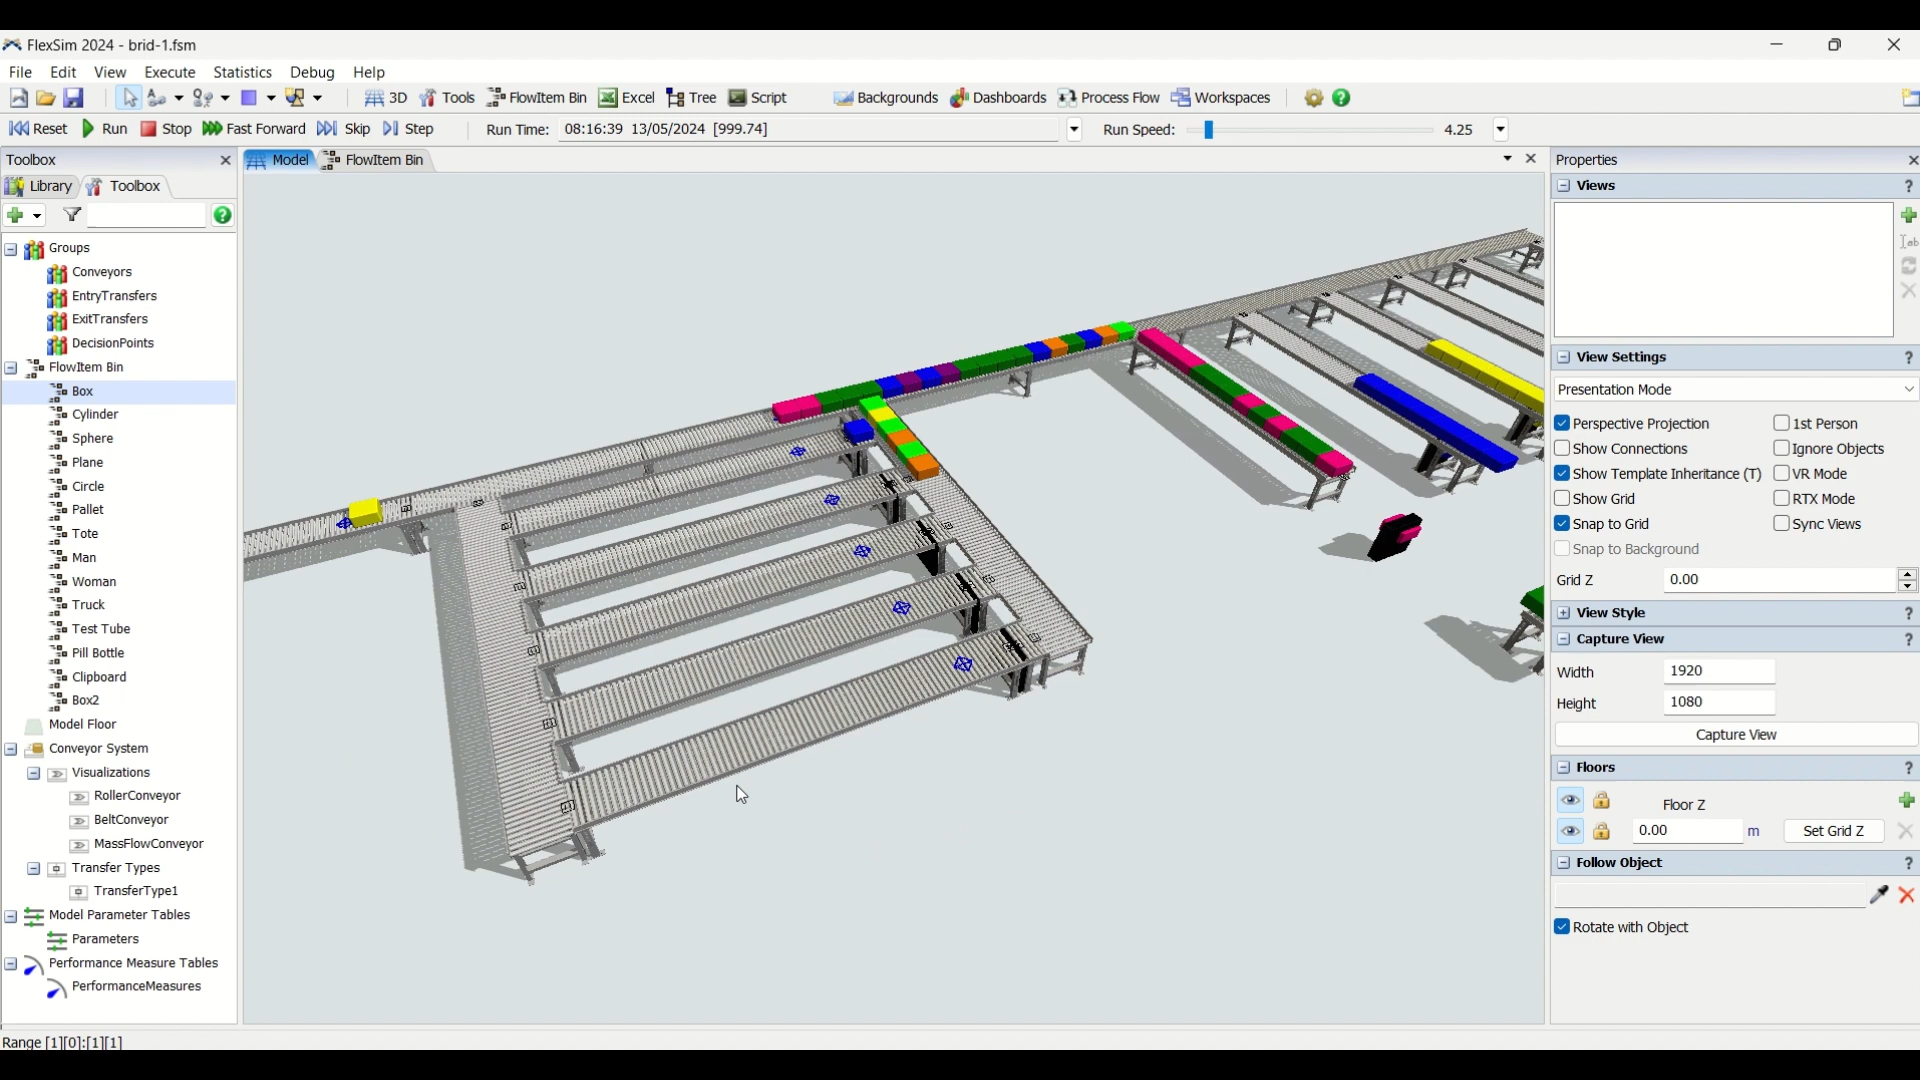 FlexSim 2024 - brid-1.fsm
File Edit View Execute Statistics Debug Help
3D Tools FlowItem Bin Excel Tree Script Backgrounds Dashboards Process Flow Workspaces
Reset Run Stop Fast Forward Skip Step Run Time: 08:16:39 13/05/2024 [999.74] Run Speed: 4.25
Toolbox
Library Toolbox
Groups
Conveyors
EntryTransfers
ExitTransfers
DecisionPoints
FlowItem Bin
Box
Cylinder
Sphere
Plane
Circle
Pallet
Tote
Man
Woman
Truck
Test Tube
Pill Bottle
Clipboard
Box2
Model Floor
Conveyor System
Visualizations
RollerConveyor
BeltConveyor
MassFlowConveyor
Transfer Types
TransferType1
Model Parameter Tables
Parameters
Performance Measure Tables
PerformanceMeasures
Model FlowItem Bin
Properties
Views
View Settings
Presentation Mode
Perspective Projection 1st Person
Show Connections Ignore Objects
Show Template Inheritance (T) VR Mode
Show Grid RTX Mode
Snap to Grid Sync Views
Snap to Background
Grid Z 0.00
View Style
Capture View
Width 1920
Height 1080
Capture View
Floors
Floor Z
0.00 m Set Grid Z
Follow Object
Rotate with Object
Range [1][0]:[1][1]